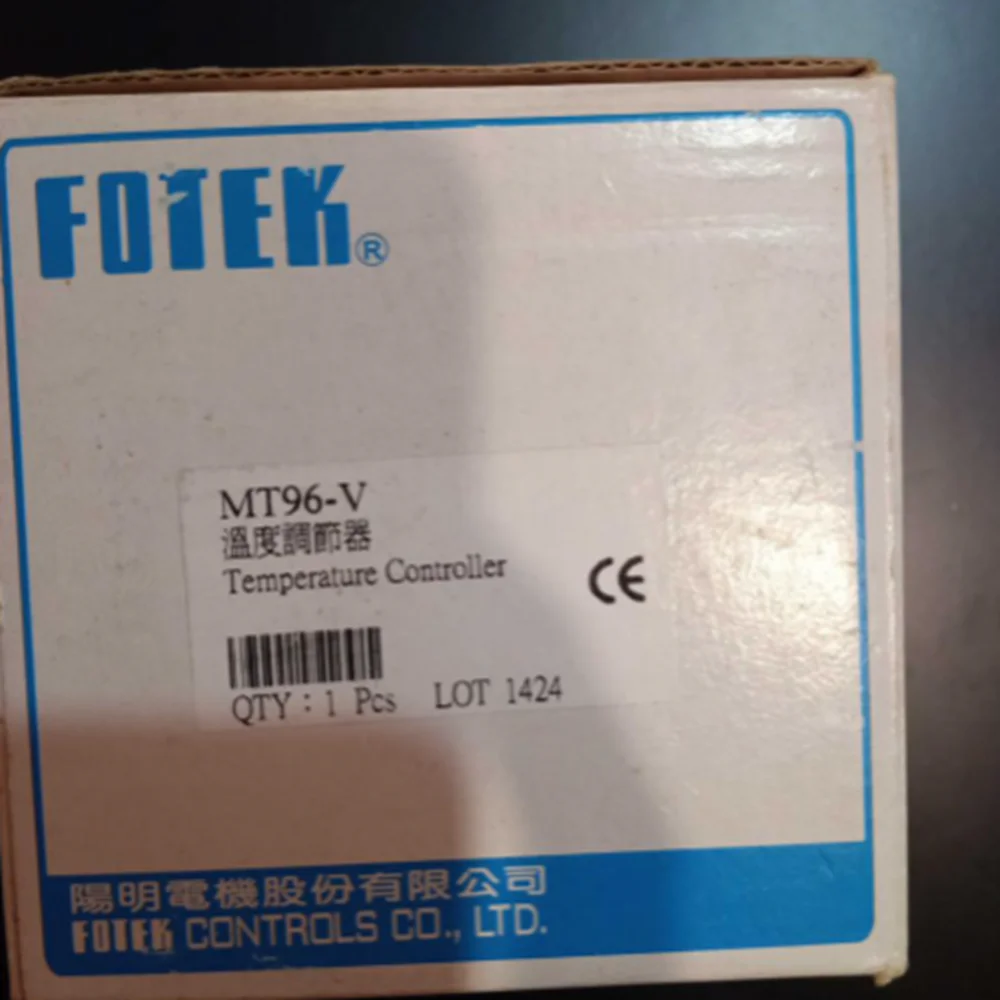 FOTEK®
MT96-V
溫度調節器
Temperature Controller
CE
QTY：1 Pcs LOT 1424
陽明電機股份有限公司
FOTEK CONTROLS CO., LTD.